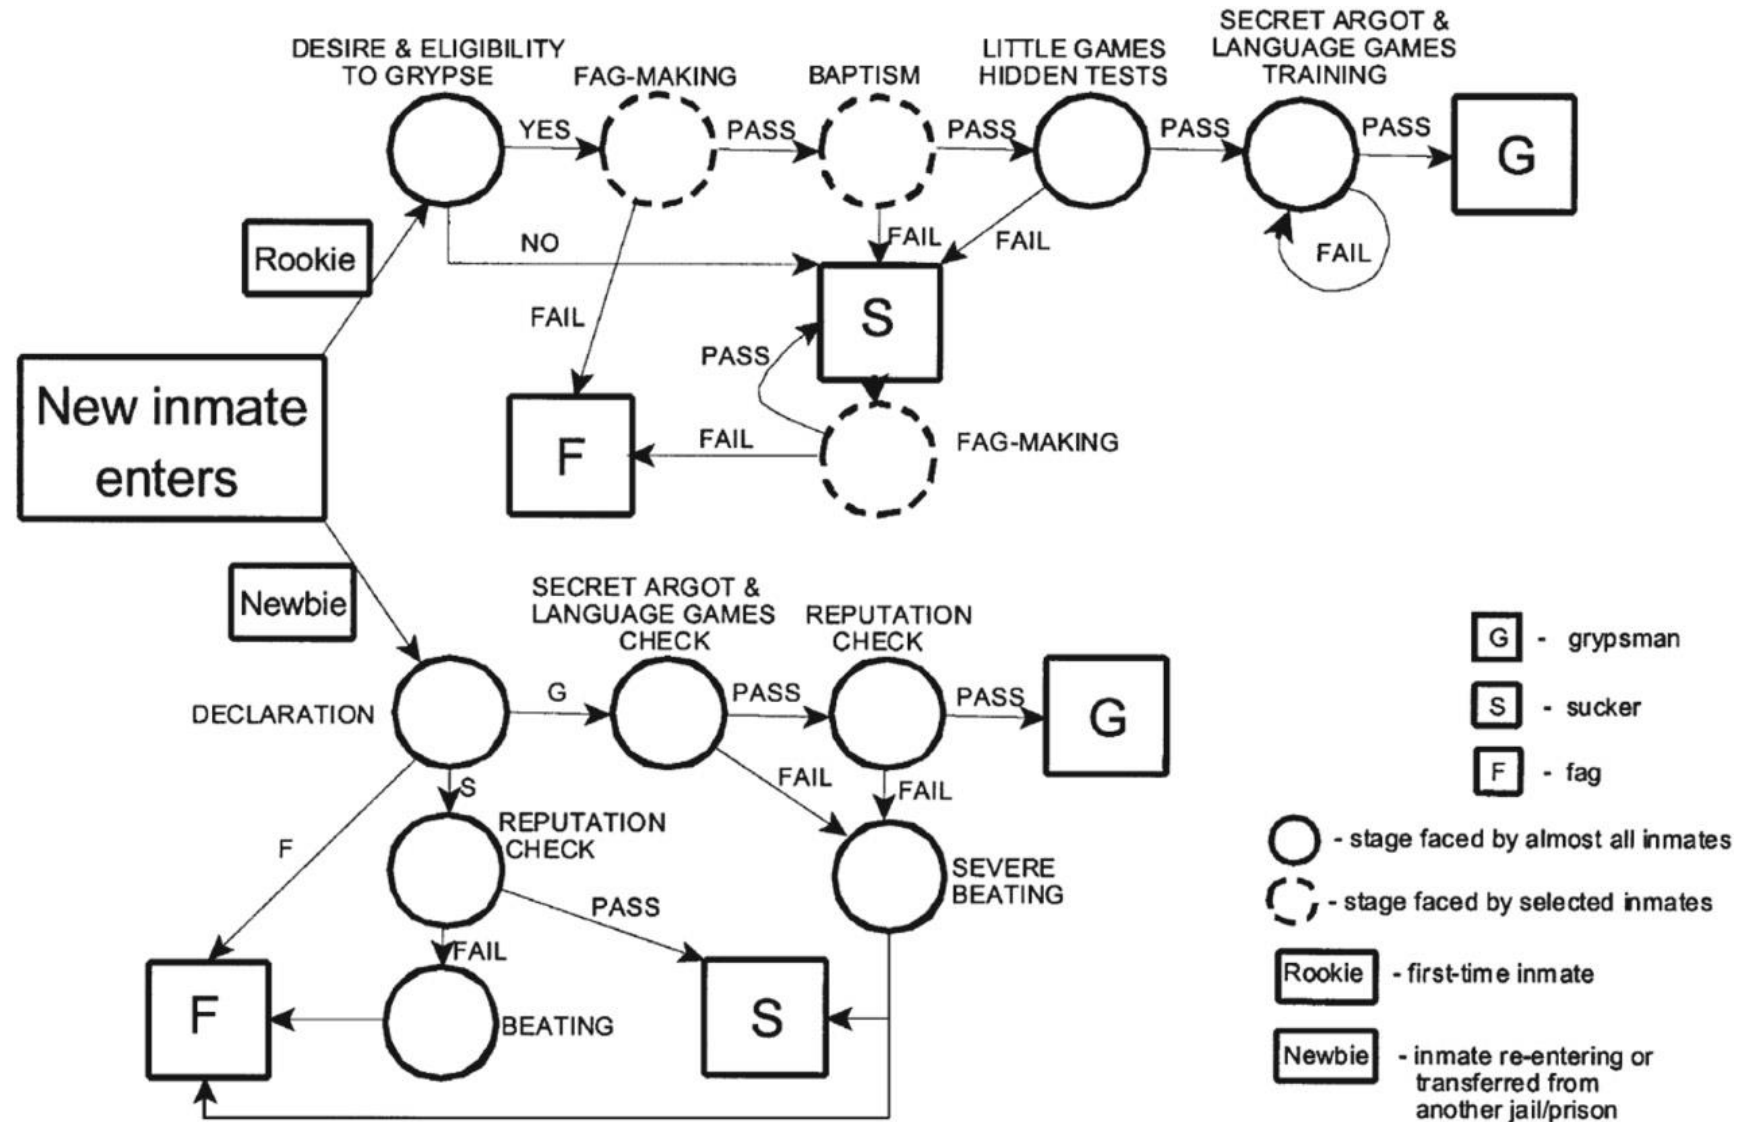 DESIRE & ELIGIBILITY
TO GRYPSE
FAG-MAKING
BAPTISM
LITTLE GAMES
HIDDEN TESTS
SECRET ARGOT &
LANGUAGE GAMES
TRAINING
YES
PASS
PASS
PASS
PASS
G
Rookie
NO
FAIL
FAIL
FAIL
FAIL
S
PASS
New inmate
enters
F
FAIL
FAG-MAKING
Newbie
SECRET ARGOT &
LANGUAGE GAMES
CHECK
REPUTATION
CHECK
DECLARATION
G
PASS
PASS
G
FAIL
FAIL
S
F
REPUTATION
CHECK
SEVERE
BEATING
PASS
FAIL
F
BEATING
S
G - grypsman
S - sucker
F - fag
- stage faced by almost all inmates
- stage faced by selected inmates
Rookie - first-time inmate
Newbie - inmate re-entering or
transferred from
another jail/prison